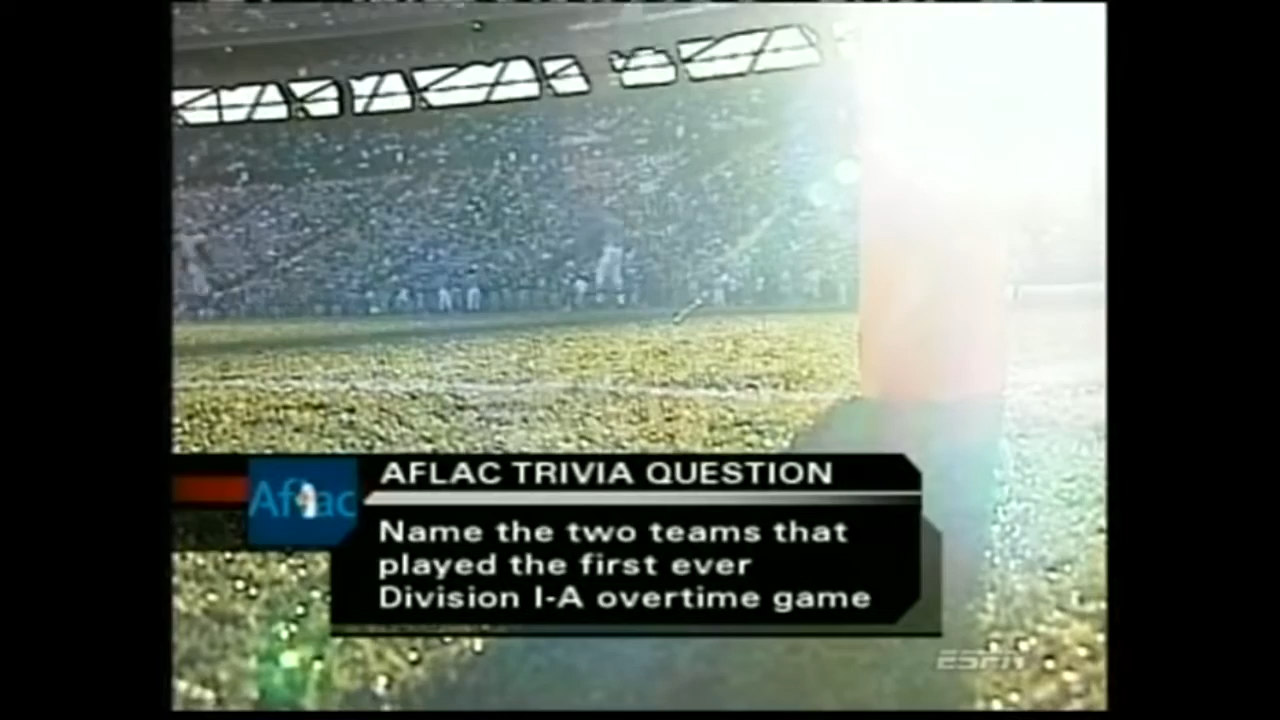 AFLAC TRIVIA QUESTION
Aflac
Name the two teams that
played the first ever
Division I-A overtime game
ESPN